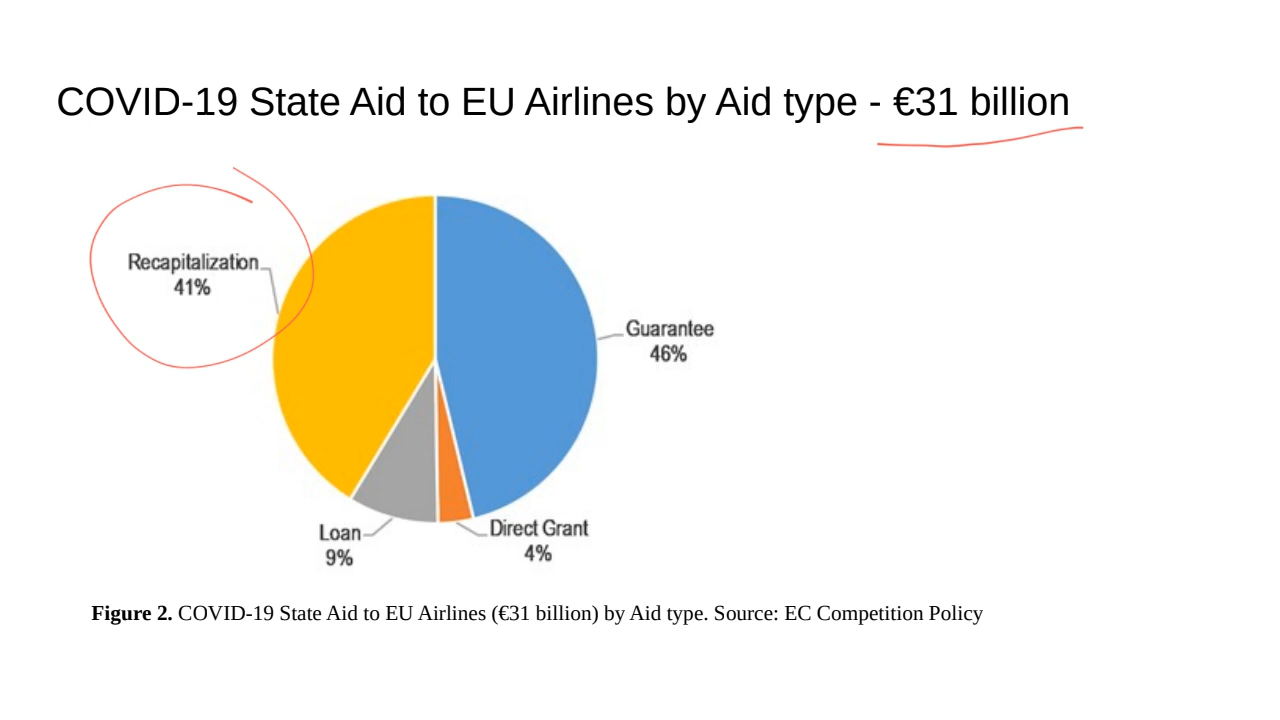 COVID-19 State Aid to EU Airlines by Aid type - €31 billion
Recapitalization
41%
Guarantee
46%
Loan
9%
Direct Grant
4%
Figure 2. COVID-19 State Aid to EU Airlines (€31 billion) by Aid type. Source: EC Competition Policy